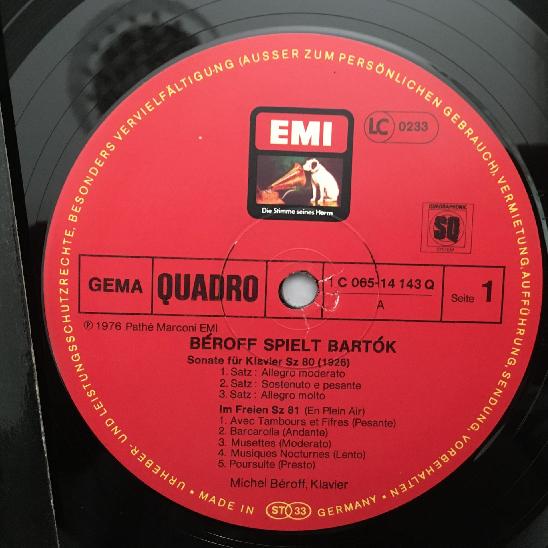 URHEBER- UND LEISTUNGSSCHUTZRECHTE, BESONDERS VERVIELFÄLTIGUNG (AUSSER ZUM PERSÖNLICHEN GEBRAUCH), VERMIETUNG, AUFFÜHRUNG, SENDUNG, VORBEHALTEN
EMI
LC 0233
Die Stimme seines Herrn
QUADRAPHONIC
SQ
SYSTEM
GEMA
QUADRO
1 C 065-14 143 Q
A
Seite 1
℗ 1976 Pathé Marconi EMI
BÉROFF SPIELT BARTÓK
Sonate für Klavier Sz 80 (1926)
1. Satz: Allegro moderato
2. Satz: Sostenuto e pesante
3. Satz: Allegro molto
Im Freien Sz 81 (En Plein Air)
1. Avec Tambours et Fifres (Pesante)
2. Barcarolla (Andante)
3. Musettes (Moderato)
4. Musiques Nocturnes (Lento)
5. Poursuite (Presto)
Michel Béroff, Klavier
• MADE IN ST 33 GERMANY •